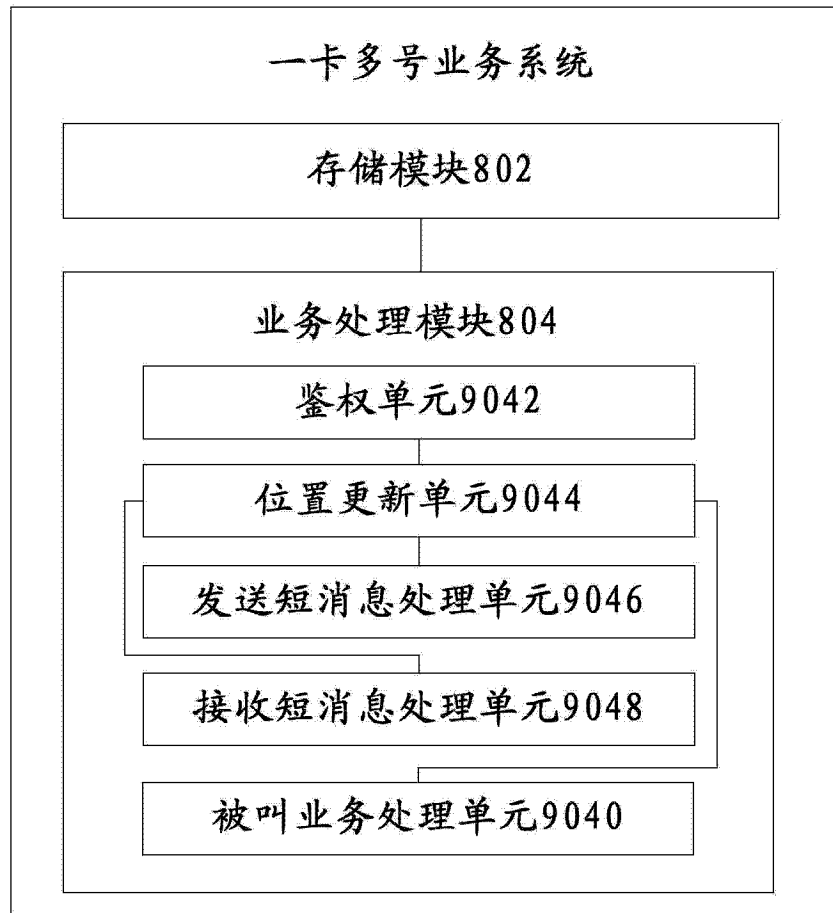 一卡多号业务系统
存储模块802
业务处理模块804
鉴权单元9042
位置更新单元9044
发送短消息处理单元9046
接收短消息处理单元9048
被叫业务处理单元9040